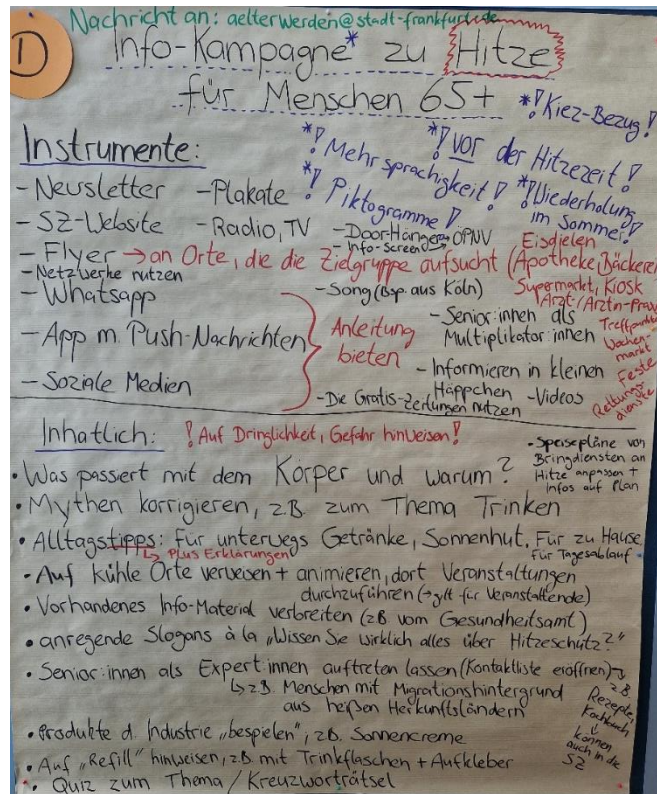 Nachricht an: aelterwerden@stadt-frankfurt.de
1
Info-Kampagne* zu Hitze
für Menschen 65+
*! Kiez-Bezug!
*! Mehrsprachigkeit!
*! VOR der Hitzezeit!
*! Piktogramme!
*! Wiederholung
im Sommer!
Instrumente:
- Newsletter
- Plakate
- SZ-Website
- Radio, TV
- Door-Hänger
- Info-Screen → ÖPNV
- Flyer → an Orte, die die Zielgruppe aufsucht (Apotheke, Bäckerei
Eisdielen
Supermarkt, Kiosk
Arzt/Ärztin-Praxis
Treffpunkte
Wochen-
markt
Feste
Rettungs-
dienste
- Netzwerke nutzen
- Whatsapp
- App m. Push-Nachrichten
- Soziale Medien
Anleitung
bieten
- Song (Bsp. aus Köln)
- Senior:innen als
Multiplikator:innen
- Informieren in kleinen
Häppchen
- Videos
- Die Gratis-Zeitungen nutzen
Inhaltlich:
! Auf Dringlichkeit, Gefahr hinweisen!
- Speisepläne von
Bringdiensten an
Hitze anpassen +
Infos auf Plan
• Was passiert mit dem Körper und warum?
• Mythen korrigieren, z.B. zum Thema Trinken
• Alltagstipps: für unterwegs Getränke, Sonnenhut, Für zu Hause
↳ plus Erklärungen
für Tagesablauf
• Auf kühle Orte verweisen + animieren, dort Veranstaltungen
durchzuführen (→ gilt für Veranstaltende)
• Vorhandenes Info-Material verbreiten (zB vom Gesundheitsamt)
• anregende Slogans à la „Wissen Sie wirklich alles über Hitzeschutz?"
• Senior:innen als Expert:innen auftreten lassen (Kontaktliste eröffnen)
↳ z.B. Menschen mit Migrationshintergrund
aus heißen Herkunftsländern
z.B
Rezepte,
Kochbuch
↓
können
auch in die
SZ
• Produkte d. Industrie „bespielen", z.B. Sonnencreme
• Auf „Refill" hinweisen, z.B. mit Trinkflaschen + Aufkleber
• Quiz zum Thema / Kreuzworträtsel